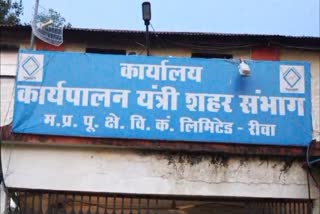 कार्यालय
कार्यपालन यंत्री शहर संभाग
म.प्र. पू. क्षे. वि. कं. लिमिटेड - रीवा